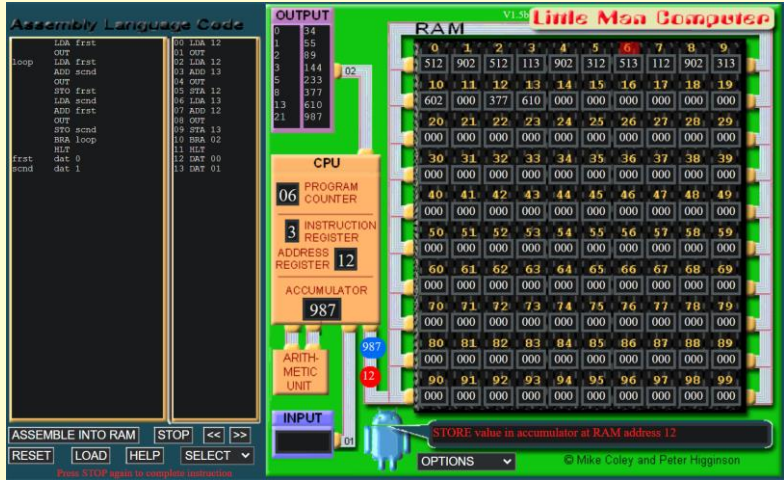 Assembly Language Code
LDA frst
OUT
loop LDA frst
ADD scnd
OUT
STO frst
LDA scnd
ADD frst
OUT
STO scnd
BRA loop
HLT
frst dat 0
scnd dat 1
00 LDA 12
01 OUT
02 LDA 12
03 ADD 13
04 OUT
05 STA 12
06 LDA 13
07 ADD 12
08 OUT
09 STA 13
10 BRA 02
11 HLT
12 DAT 00
13 DAT 01
ASSEMBLE INTO RAM STOP << >>
RESET LOAD HELP SELECT
Press STOP again to complete instruction
OUTPUT
0 34
1 55
2 89
3 144
5 233
8 377
13 610
21 987
02
CPU
06 PROGRAM
COUNTER
3 INSTRUCTION
REGISTER
ADDRESS
REGISTER 12
ACCUMULATOR
987
ARITH-
METIC
UNIT
987
12
INPUT
01
V1.5b
Little Man Computer
RAM
0 1 2 3 4 5 6 7 8 9
512 902 512 113 902 312 513 112 902 313
10 11 12 13 14 15 16 17 18 19
602 000 377 610 000 000 000 000 000 000
20 21 22 23 24 25 26 27 28 29
000 000 000 000 000 000 000 000 000 000
30 31 32 33 34 35 36 37 38 39
000 000 000 000 000 000 000 000 000 000
40 41 42 43 44 45 46 47 48 49
000 000 000 000 000 000 000 000 000 000
50 51 52 53 54 55 56 57 58 59
000 000 000 000 000 000 000 000 000 000
60 61 62 63 64 65 66 67 68 69
000 000 000 000 000 000 000 000 000 000
70 71 72 73 74 75 76 77 78 79
000 000 000 000 000 000 000 000 000 000
80 81 82 83 84 85 86 87 88 89
000 000 000 000 000 000 000 000 000 000
90 91 92 93 94 95 96 97 98 99
000 000 000 000 000 000 000 000 000 000
STORE value in accumulator at RAM address 12
OPTIONS
© Mike Coley and Peter Higginson